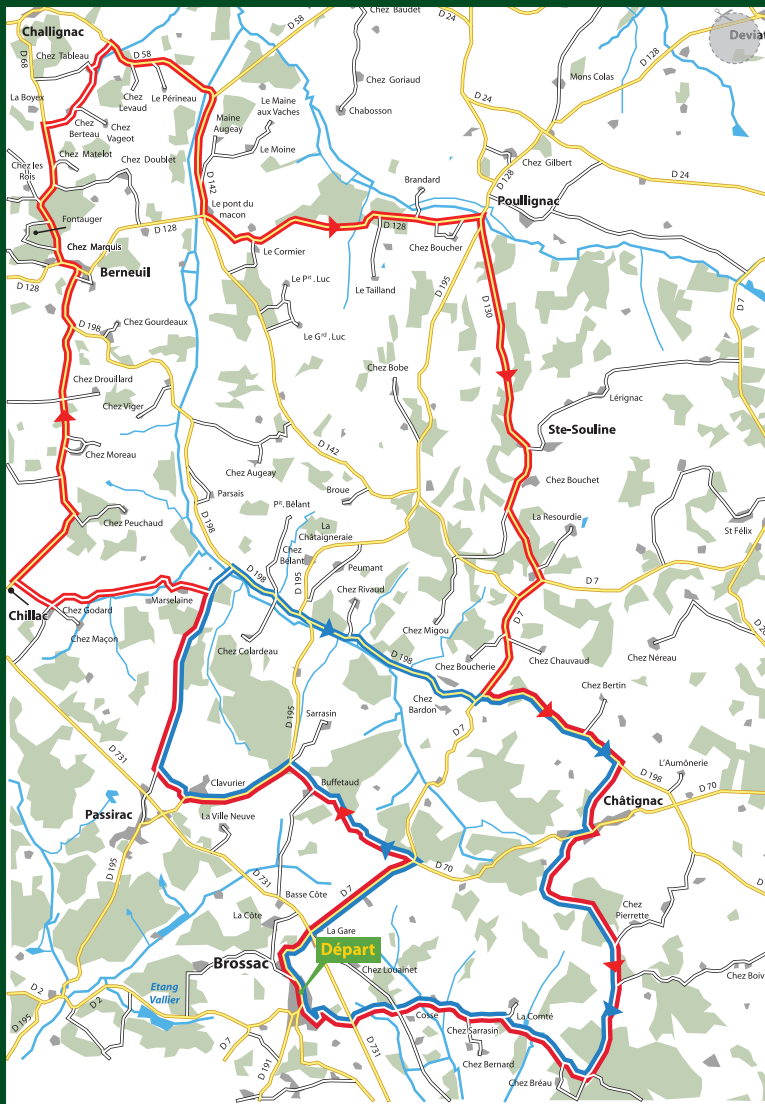 Challignac
D 58
D 58
Chez Baudet
D 24
Deviat
D 68
Chez Tableau
D 128
La Boyex
Chez
Levaud
Le Périneau
Chez Goriaud
Mons Colas
Chabosson
D 24
Chez
Berteau
Chez
Vageot
Maine
Augeay
Le Maine
aux Vaches
Le Moine
Chez les
Rois
Chez Matelot
Chez Doublet
Chez Gilbert
D 128
D 24
D 142
Brandard
Poullignac
Fontauger
Le pont du
macon
Chez Marquis
D 128
Le Cormier
D 128
Chez Boucher
D 195
Berneuil
D 128
Le Pit. Luc
Le Tailland
D 130
D 7
Le Grd. Luc
D 198
Chez Gourdeaux
Chez Bobe
Chez Drouillard
Lérignac
Chez Viger
Ste-Souline
Chez Moreau
D 142
Chez Augeay
Chez Bouchet
Parsais
Broue
Pit. Bélant
La Resourdie
Chez Peuchaud
D 198
La
Châtaigneraie
St Félix
Chez
Bélant
D 198
D 195
Peumant
D 7
Chillac
Chez Godard
Marselaine
Chez Rivaud
D 7
Chez Maçon
Chez Migou
D 20
Chez Colardeau
D 198
Chez Boucherie
Chez Chauvaud
Chez Néreau
Chez
Bardon
Chez Bertin
D 195
Sarrasin
D 7
D 731
L'Aumônerie
D 198
D 70
Clavurier
Buffetaud
Châtignac
Passirac
La Ville Neuve
D 195
D 731
D 7
D 70
D
Basse Côte
Chez
Pierrette
La Côte
La Gare
Départ
Brossac
Chez Louainet
Chez Boiv
D 2
Etang
Vallier
D 2
D 195
Cosse
La Comté
Chez Sarrasin
D 7
D 731
D 191
Chez Bernard
Chez Bréau